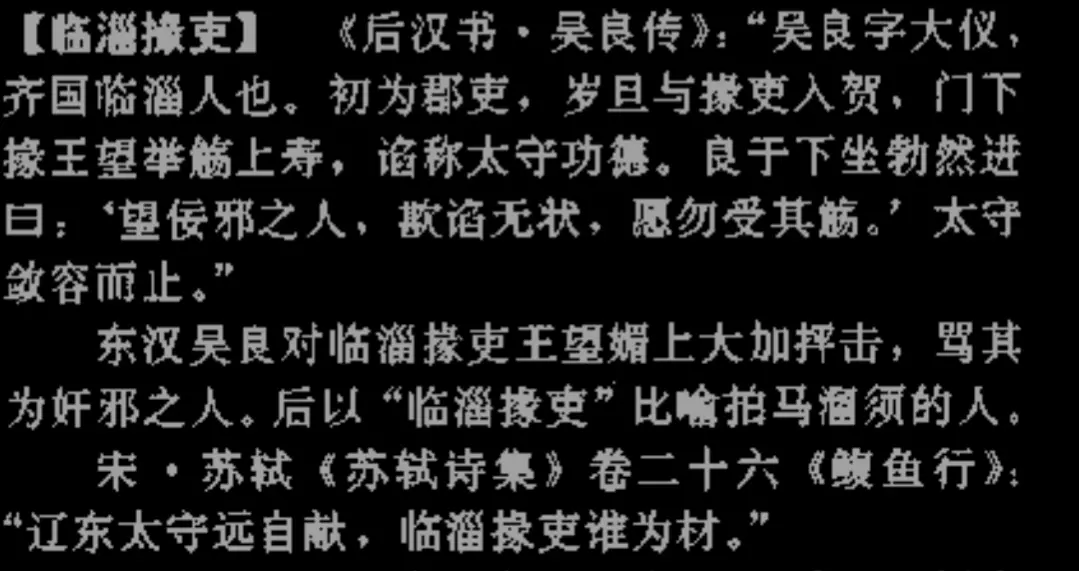 【临淄掾吏】 《后汉书·吴良传》：“吴良字大仪，
齐国临淄人也。初为郡吏，岁旦与掾吏入贺，门下
掾王望举觞上寿，谄称太守功德。良于下坐勃然进
曰：‘望佞邪之人，欺谄无状，愿勿受其觞。’太守
敛容而止。”
东汉吴良对临淄掾吏王望媚上大加抨击，骂其
为奸邪之人。后以“临淄掾吏”比喻拍马溜须的人。
宋·苏轼《苏轼诗集》卷二十六《鳆鱼行》：
“辽东太守远自献，临淄掾吏谁为材。”